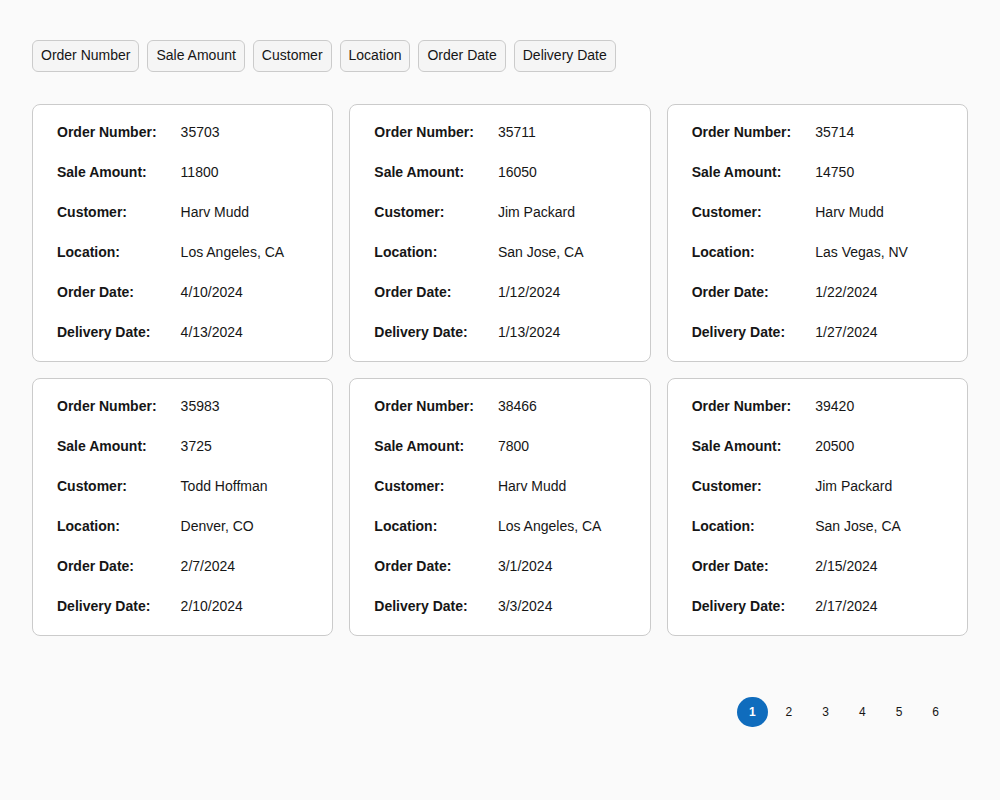 Order Number Sale Amount Customer Location Order Date Delivery Date
Order Number: 35703
Sale Amount: 11800
Customer: Harv Mudd
Location: Los Angeles, CA
Order Date: 4/10/2024
Delivery Date: 4/13/2024
Order Number: 35711
Sale Amount: 16050
Customer: Jim Packard
Location: San Jose, CA
Order Date: 1/12/2024
Delivery Date: 1/13/2024
Order Number: 35714
Sale Amount: 14750
Customer: Harv Mudd
Location: Las Vegas, NV
Order Date: 1/22/2024
Delivery Date: 1/27/2024
Order Number: 35983
Sale Amount: 3725
Customer: Todd Hoffman
Location: Denver, CO
Order Date: 2/7/2024
Delivery Date: 2/10/2024
Order Number: 38466
Sale Amount: 7800
Customer: Harv Mudd
Location: Los Angeles, CA
Order Date: 3/1/2024
Delivery Date: 3/3/2024
Order Number: 39420
Sale Amount: 20500
Customer: Jim Packard
Location: San Jose, CA
Order Date: 2/15/2024
Delivery Date: 2/17/2024
1 2 3 4 5 6